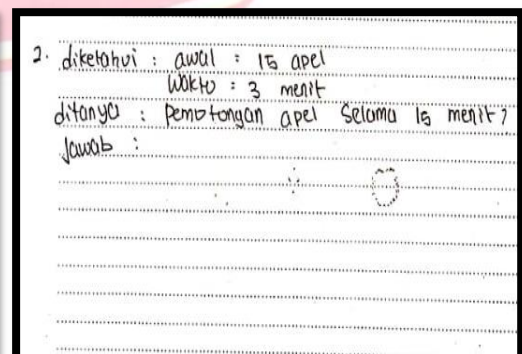 2. diketahui : awal : 15 apel
waktu : 3 menit
ditanya : pemotongan apel selama 15 menit?
Jawab :